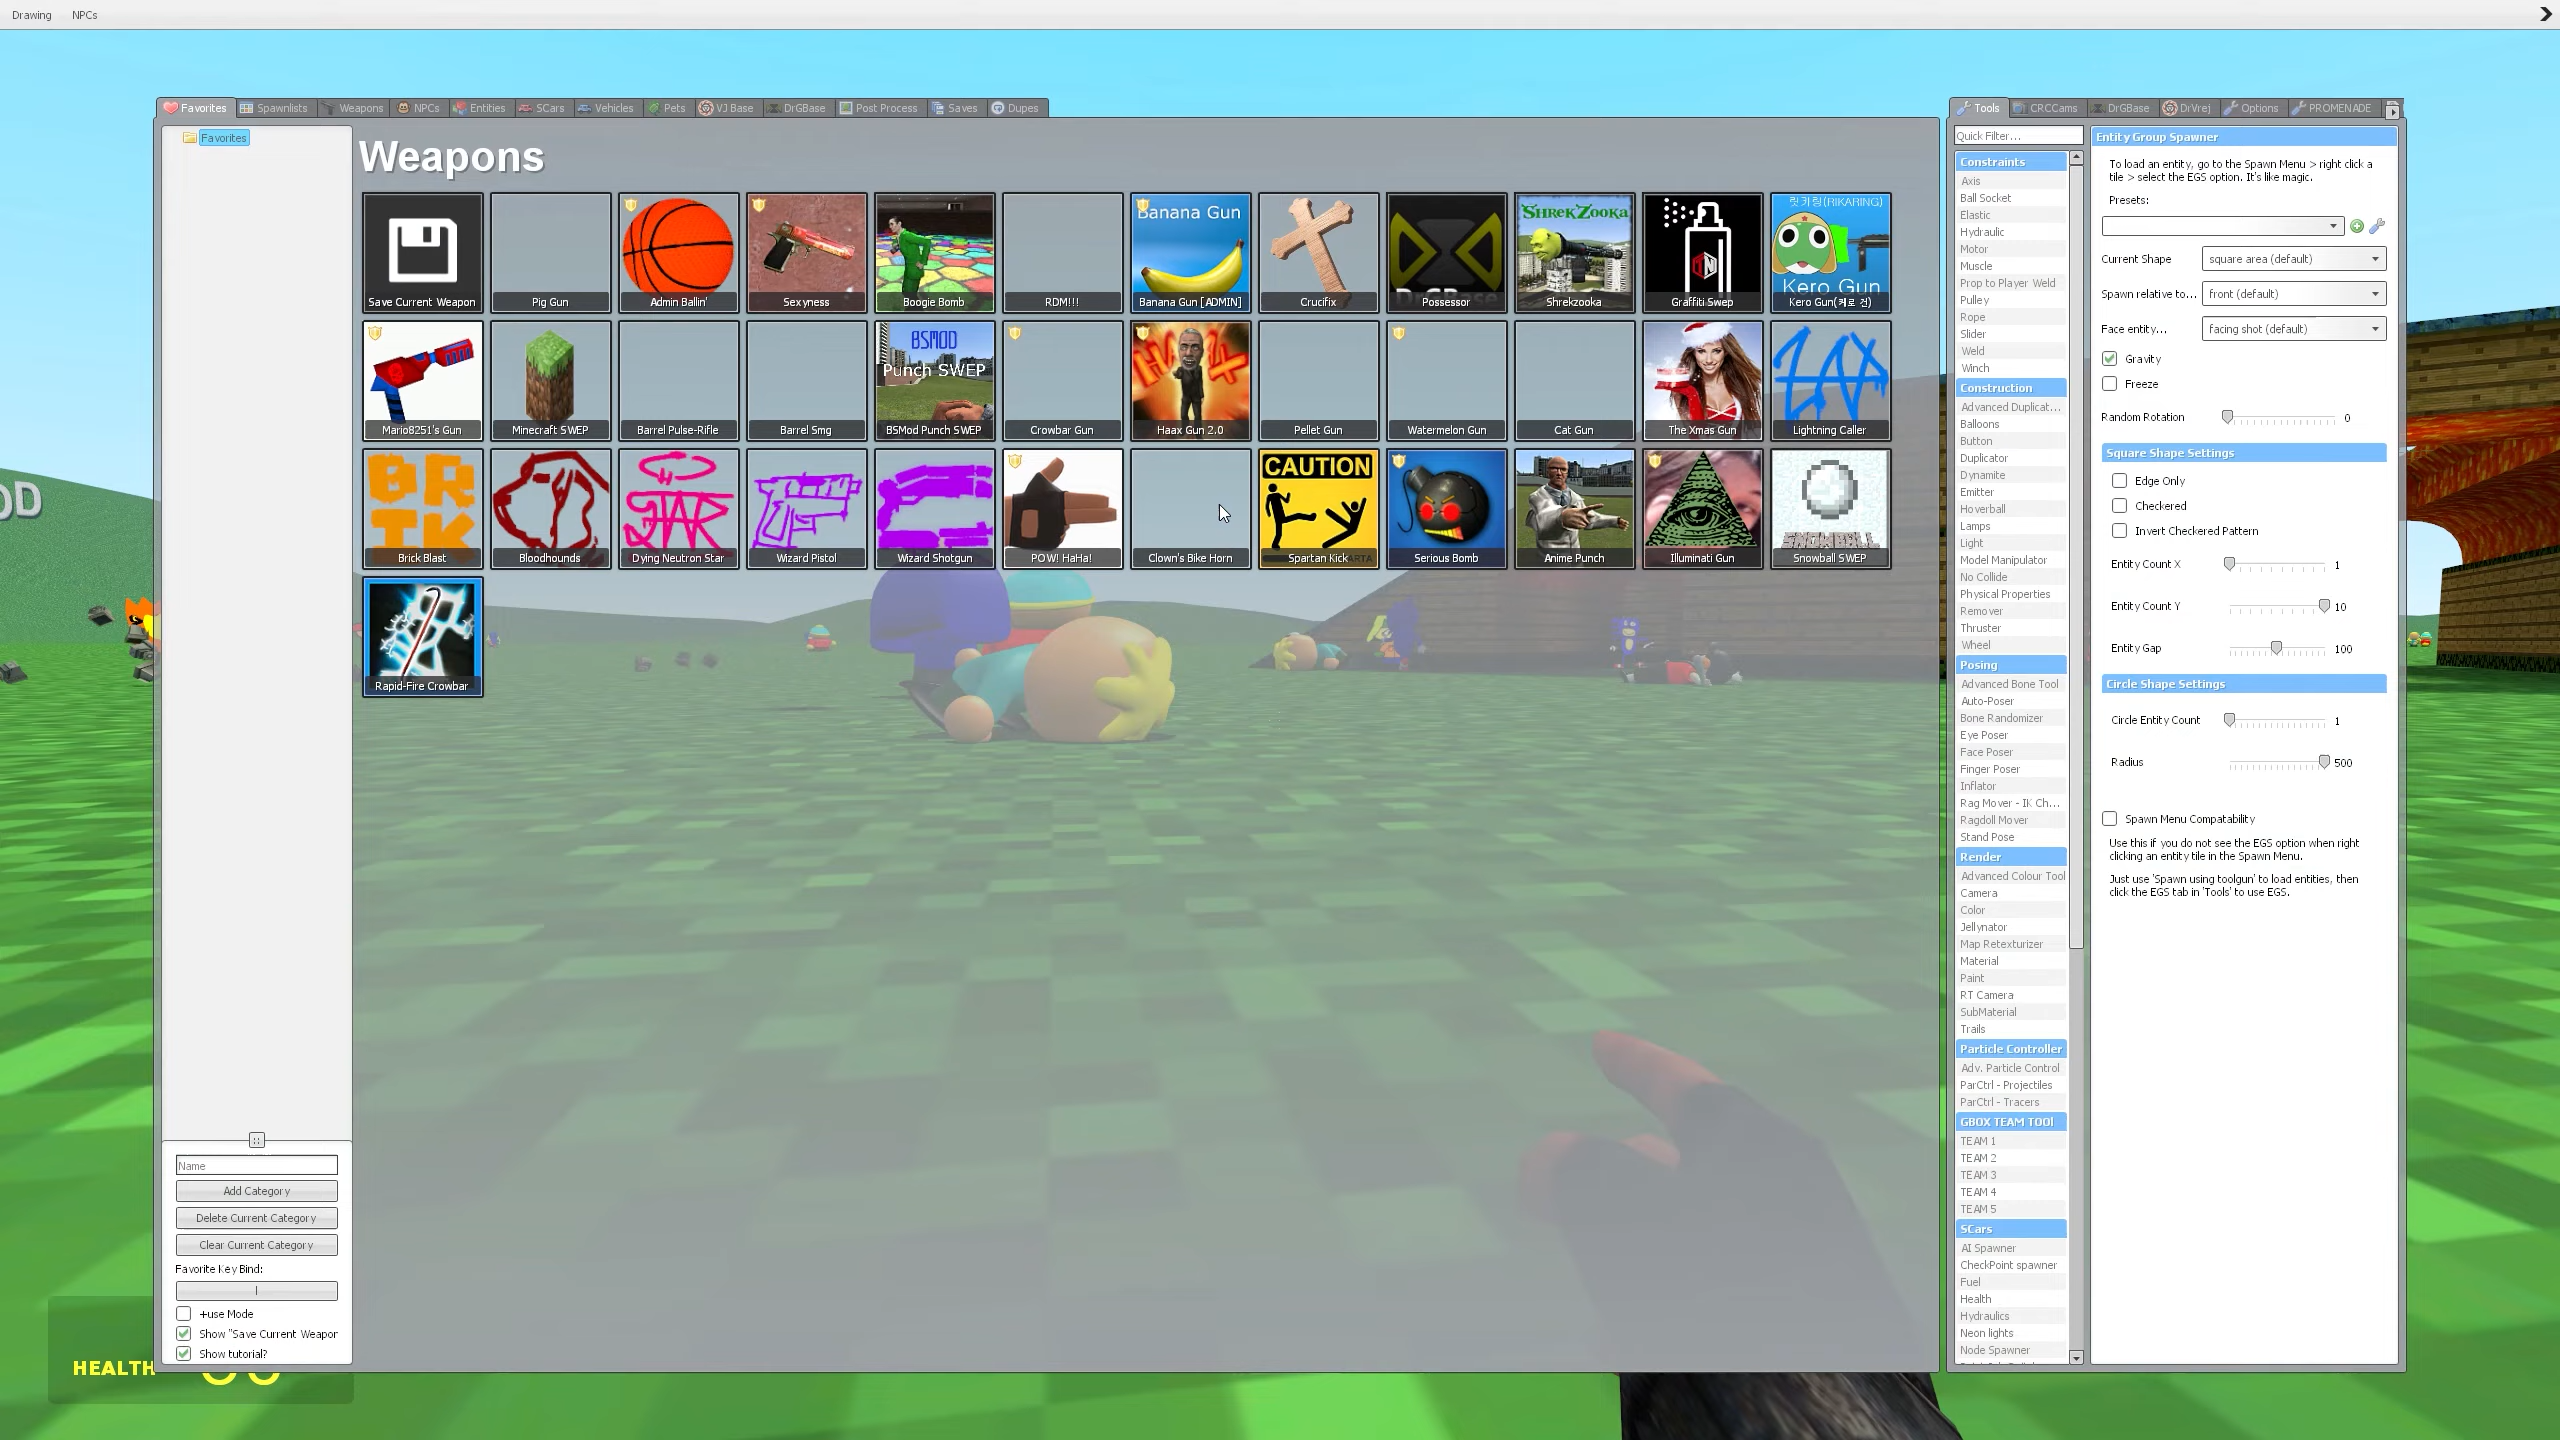 Drawing NPCs
Favorites Spawnlists Weapons NPCs Entities SCars Vehicles Pets VJ Base DrGBase Post Process Saves Dupes
Favorites
Weapons
Save Current Weapon Pig Gun Admin Ballin' Sexyness Boogie Bomb RDM!!! Banana Gun [ADMIN] Crucifix Possessor Shrekzooka Graffiti Swep Kero Gun(케로 건)
Banana Gun
SHREKZOOKA
릿키링(RIKARING)
Kero Gun
Mario8251's Gun Minecraft SWEP Barrel Pulse-Rifle Barrel Smg BSMod Punch SWEP Crowbar Gun Haax Gun 2.0 Pellet Gun Watermelon Gun Cat Gun The Xmas Gun Lightning Caller
BSMOD
Punch SWEP
HAAX
ZAP
Brick Blast Bloodhounds Dying Neutron Star Wizard Pistol Wizard Shotgun POW! HaHa! Clown's Bike Horn Spartan Kick Serious Bomb Anime Punch Illuminati Gun Snowball SWEP
BRIK
STAR
CAUTION
SNOWBALL
Rapid-Fire Crowbar
Name
Add Category
Delete Current Category
Clear Current Category
Favorite Key Bind:
I
+use Mode
Show "Save Current Weapon
Show tutorial?
HEALTH
OD
Tools CRCCams DrGBase DrVrej Options PROMENADE
Quick Filter...
Constraints
Axis
Ball Socket
Elastic
Hydraulic
Motor
Muscle
Prop to Player Weld
Pulley
Rope
Slider
Weld
Winch
Construction
Advanced Duplicat...
Balloons
Button
Duplicator
Dynamite
Emitter
Hoverball
Lamps
Light
Model Manipulator
No Collide
Physical Properties
Remover
Thruster
Wheel
Posing
Advanced Bone Tool
Auto-Poser
Bone Randomizer
Eye Poser
Face Poser
Finger Poser
Inflator
Rag Mover - IK Ch...
Ragdoll Mover
Stand Pose
Render
Advanced Colour Tool
Camera
Color
Jellynator
Map Retexturizer
Material
Paint
RT Camera
SubMaterial
Trails
Particle Controller
Adv. Particle Control
ParCtrl - Projectiles
ParCtrl - Tracers
GBOX TEAM TOOl
TEAM 1
TEAM 2
TEAM 3
TEAM 4
TEAM 5
SCars
AI Spawner
CheckPoint spawner
Fuel
Health
Hydraulics
Neon lights
Node Spawner
Entity Group Spawner
To load an entity, go to the Spawn Menu > right click a
tile > select the EGS option. It's like magic.
Presets:
Current Shape square area (default)
Spawn relative to... front (default)
Face entity... facing shot (default)
Gravity
Freeze
Random Rotation 0
Square Shape Settings
Edge Only
Checkered
Invert Checkered Pattern
Entity Count X 1
Entity Count Y 10
Entity Gap 100
Circle Shape Settings
Circle Entity Count 1
Radius 500
Spawn Menu Compatability
Use this if you do not see the EGS option when right
clicking an entity tile in the Spawn Menu.
Just use 'Spawn using toolgun' to load entities, then
click the EGS tab in 'Tools' to use EGS.